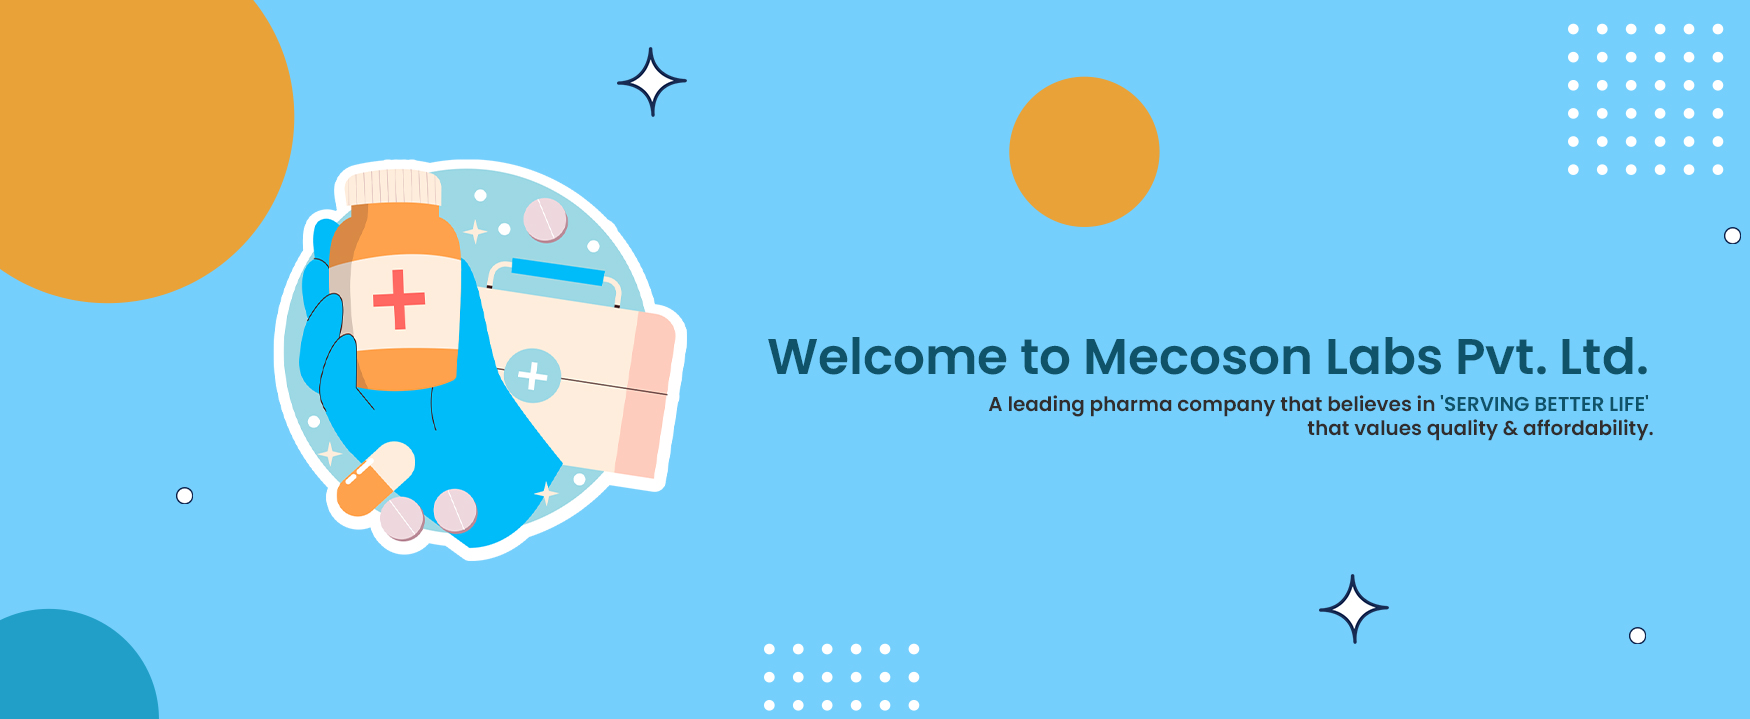 Welcome to Mecoson Labs Pvt. Ltd.
A leading pharma company that believes in 'SERVING BETTER LIFE'
that values quality & affordability.